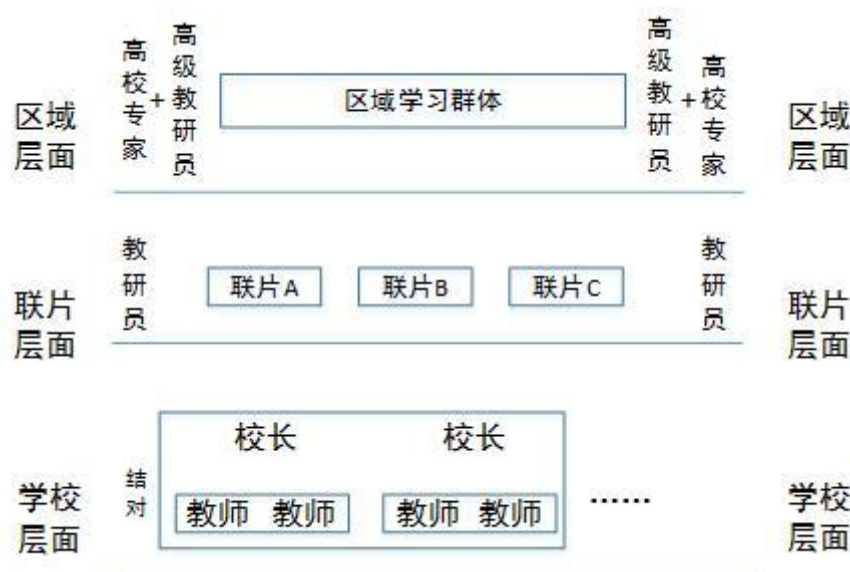 区域
层面
高校专家
+
高级教研员
区域学习群体
高级教研员
+
高校专家
区域
层面
联片
层面
教研员
联片A
联片B
联片C
教研员
联片
层面
学校
层面
结对
校长
校长
教师 教师
教师 教师
……
学校
层面